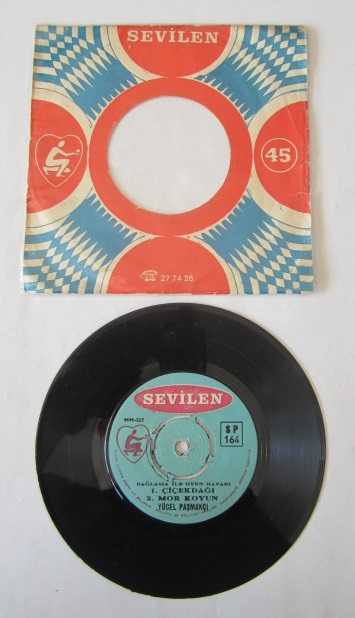 SEVİLEN
45
27 74 26
SEVİLEN
SP
164
BAĞLAMA İLE OYUN HAVASI
1. ÇİÇEKDAĞI
2. MOR KOYUN
YÜCEL PAŞMAKÇI